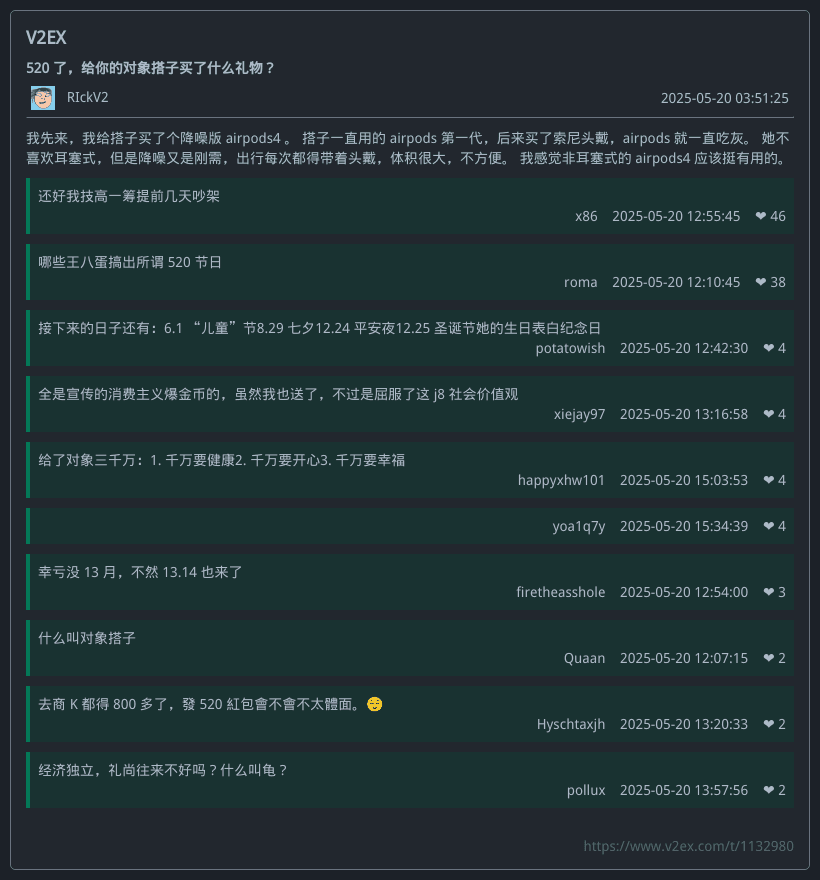 V2EX
520 了，给你的对象搭子买了什么礼物？
RIckV2
2025-05-20 03:51:25
我先来，我给搭子买了个降噪版 airpods4 。 搭子一直用的 airpods 第一代，后来买了索尼头戴，airpods 就一直吃灰。 她不
喜欢耳塞式，但是降噪又是刚需，出行每次都得带着头戴，体积很大，不方便。 我感觉非耳塞式的 airpods4 应该挺有用的。
还好我技高一筹提前几天吵架
x86 2025-05-20 12:55:45 ❤ 46
哪些王八蛋搞出所谓 520 节日
roma 2025-05-20 12:10:45 ❤ 38
接下来的日子还有：6.1 “儿童”节8.29 七夕12.24 平安夜12.25 圣诞节她的生日表白纪念日
potatowish 2025-05-20 12:42:30 ❤ 4
全是宣传的消费主义爆金币的，虽然我也送了，不过是屈服了这 j8 社会价值观
xiejay97 2025-05-20 13:16:58 ❤ 4
给了对象三千万：1. 千万要健康2. 千万要开心3. 千万要幸福
happyxhw101 2025-05-20 15:03:53 ❤ 4
yoa1q7y 2025-05-20 15:34:39 ❤ 4
幸亏没 13 月，不然 13.14 也来了
firetheasshole 2025-05-20 12:54:00 ❤ 3
什么叫对象搭子
Quaan 2025-05-20 12:07:15 ❤ 2
去商 K 都得 800 多了，發 520 紅包會不會不太體面。😌
Hyschtaxjh 2025-05-20 13:20:33 ❤ 2
经济独立，礼尚往来不好吗？什么叫龟？
pollux 2025-05-20 13:57:56 ❤ 2
https://www.v2ex.com/t/1132980